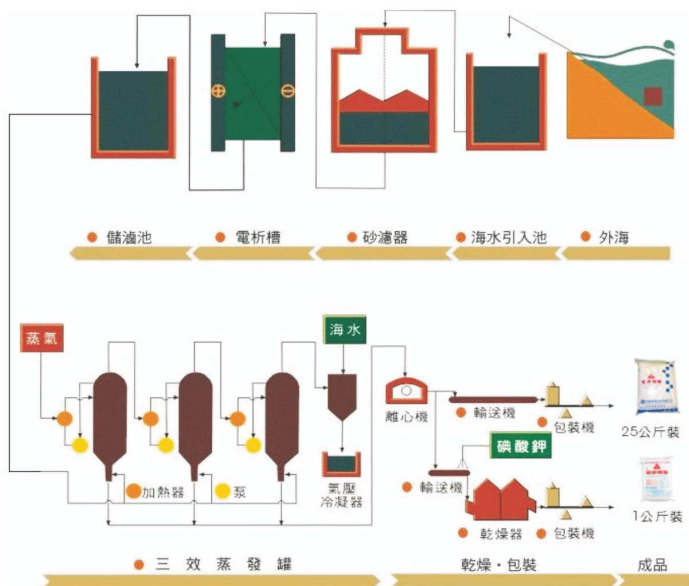 儲滷池
電析槽
砂濾器
海水引入池
外海
蒸氣
海水
離心機
輸送機
包裝機
25公斤裝
碘酸鉀
加熱器
泵
氣壓
冷凝器
輸送機
乾燥器
包裝機
1公斤裝
三效蒸發罐
乾燥・包裝
成品